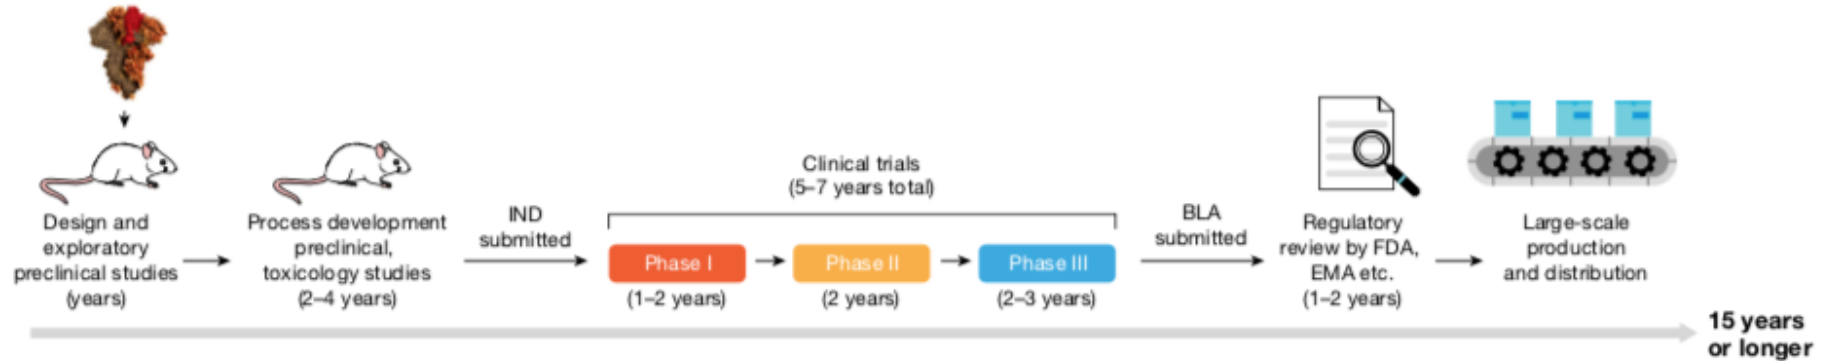 Design and
exploratory
preclinical studies
(years)
Process development
preclinical,
toxicology studies
(2–4 years)
IND
submitted
Clinical trials
(5–7 years total)
Phase I
(1–2 years)
Phase II
(2 years)
Phase III
(2–3 years)
BLA
submitted
Regulatory
review by FDA,
EMA etc.
(1–2 years)
Large-scale
production
and distribution
15 years
or longer